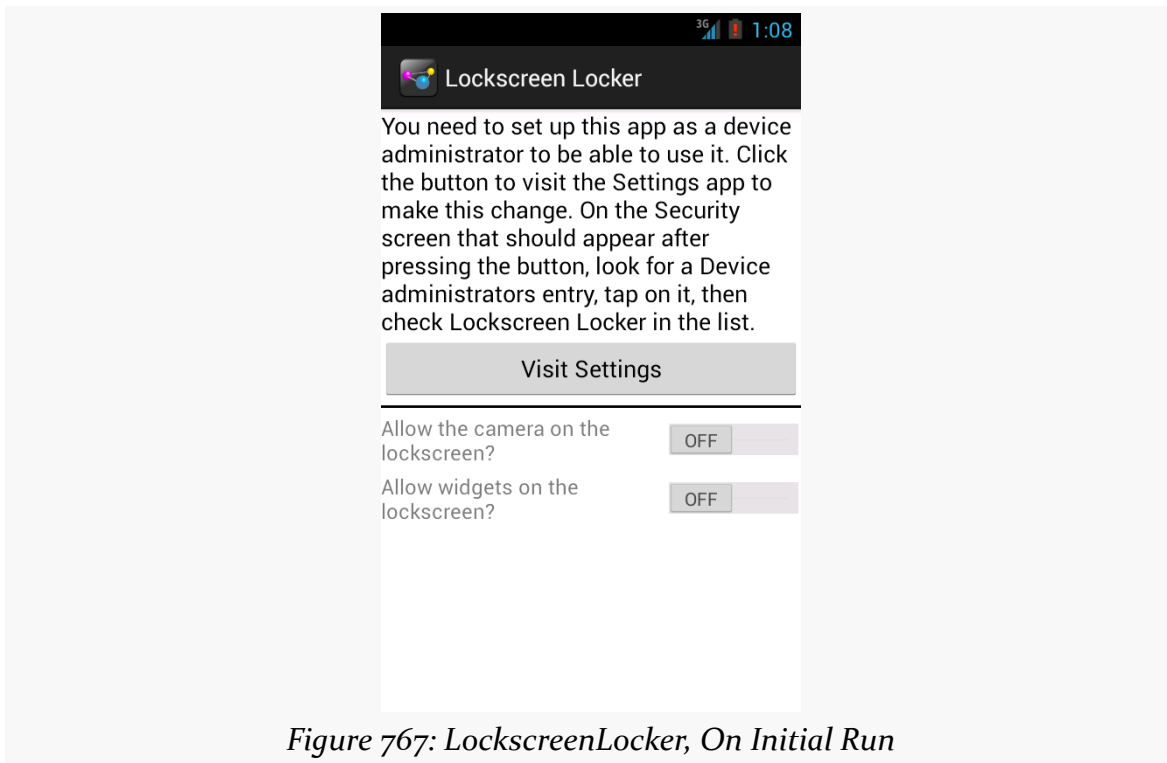 3G 1:08
Lockscreen Locker
You need to set up this app as a device
administrator to be able to use it. Click
the button to visit the Settings app to
make this change. On the Security
screen that should appear after
pressing the button, look for a Device
administrators entry, tap on it, then
check Lockscreen Locker in the list.
Visit Settings
Allow the camera on the
lockscreen?
OFF
Allow widgets on the
lockscreen?
OFF
Figure 767: LockscreenLocker, On Initial Run